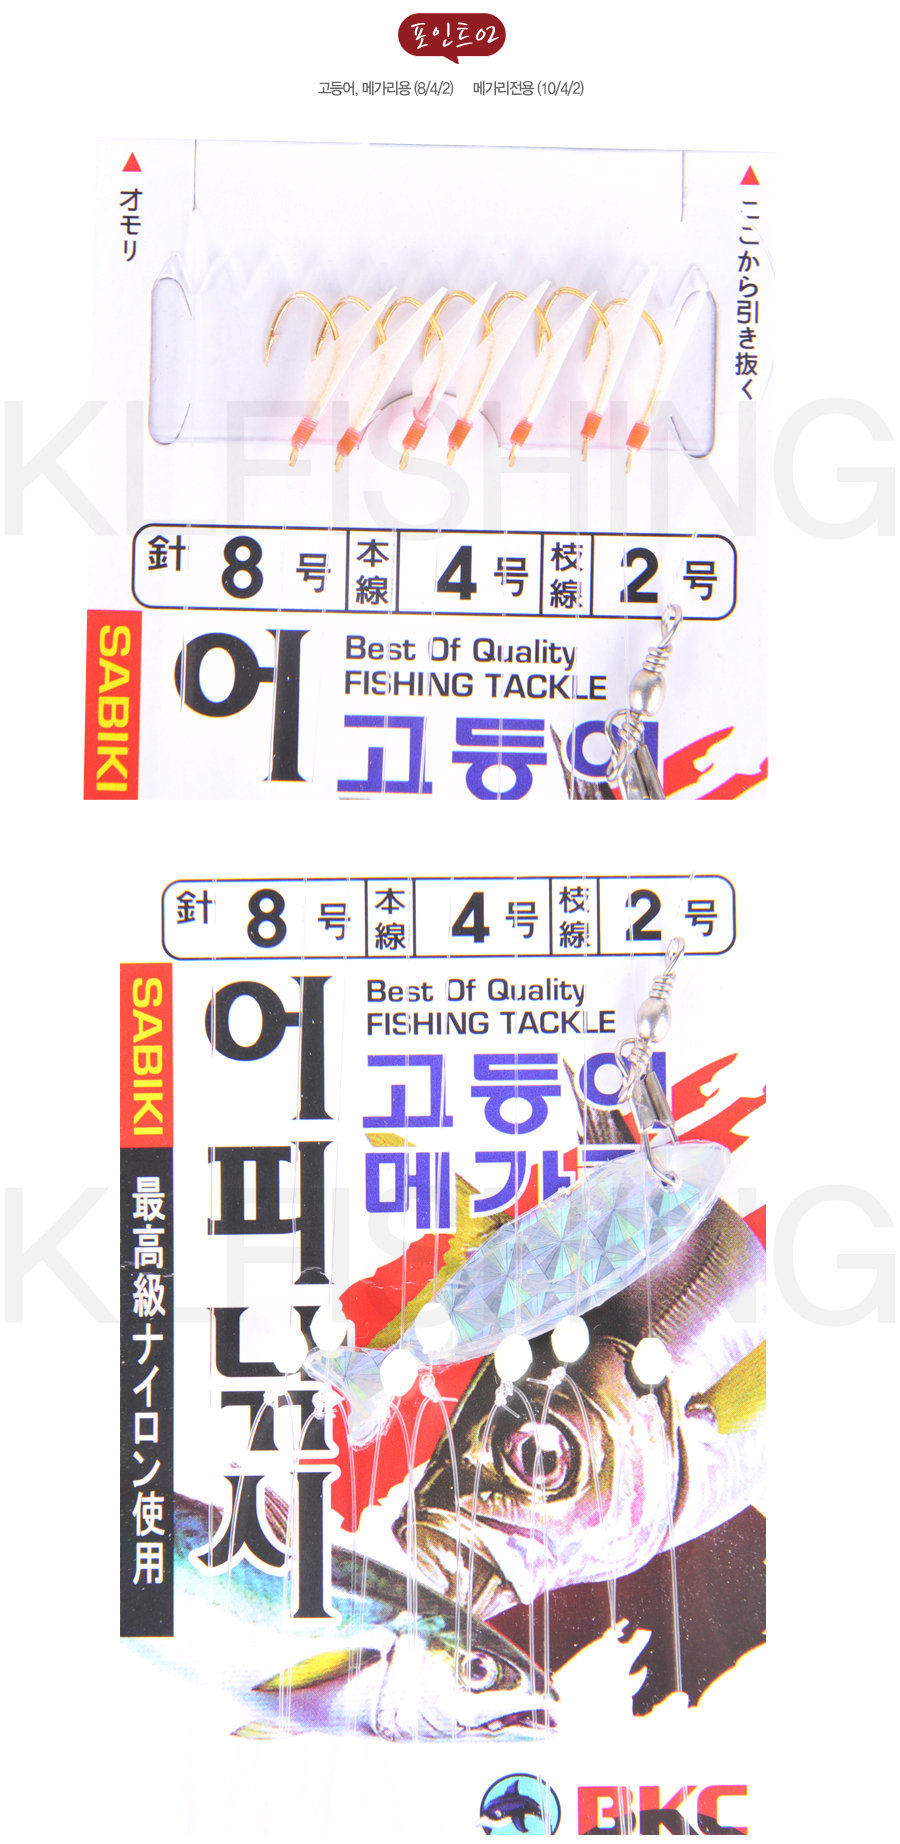 포인트02
고등어, 메가리용 (8/4/2) 메가리전용 (10/4/2)
▲オモリ
▲ここから引き抜く
KLFISHING
針 8 号 本線 4 号 枝線 2 号
SABIKI
어
Best Of Quality
FISHING TACKLE
고등어
針 8 号 本線 4 号 枝線 2 号
SABIKI
最高級ナイロン使用
어피낚시
Best Of Quality
FISHING TACKLE
고등어
메가리
KLFISHING
BKC